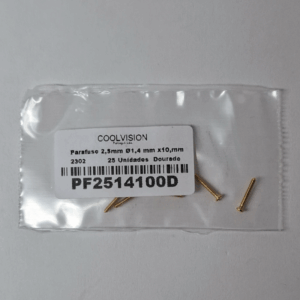 COOLVISION
Parafuso 2,5mm Ø1,4 mm x10,mm
2302 25 Unidades Dourado
PF2514100D